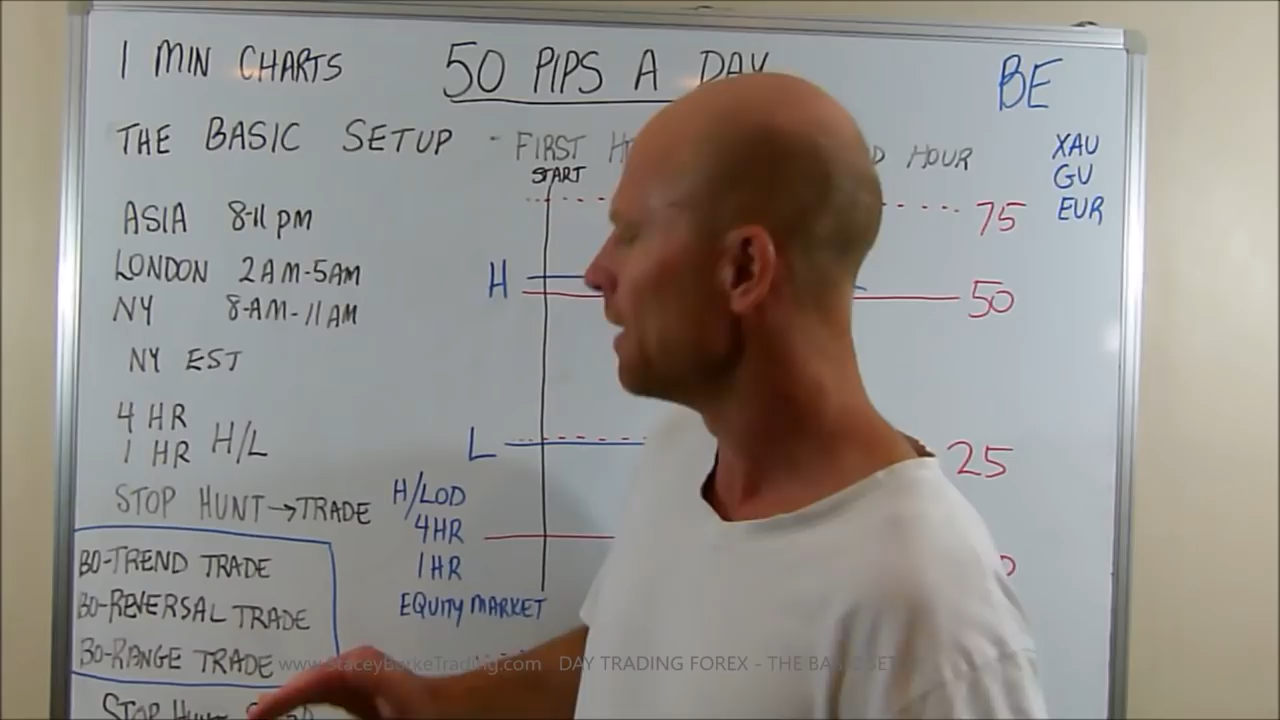 1 MIN CHARTS 50 PIPS A DAY BE
THE BASIC SETUP - FIRST HOUR
START
XAU
GU
EUR
ASIA 8-11 pm
75
LONDON 2AM-5AM
H
50
NY 8-AM-11AM
NY EST
4 HR
1 HR H/L
L
25
STOP HUNT → TRADE
H/LOD
4HR
1HR
EQUITY MARKET
BO-TREND TRADE
BO-REVERSAL TRADE
BO-RANGE TRADE
www.StaceyBurkeTrading.com DAY TRADING FOREX - THE BASIC SET
STOP